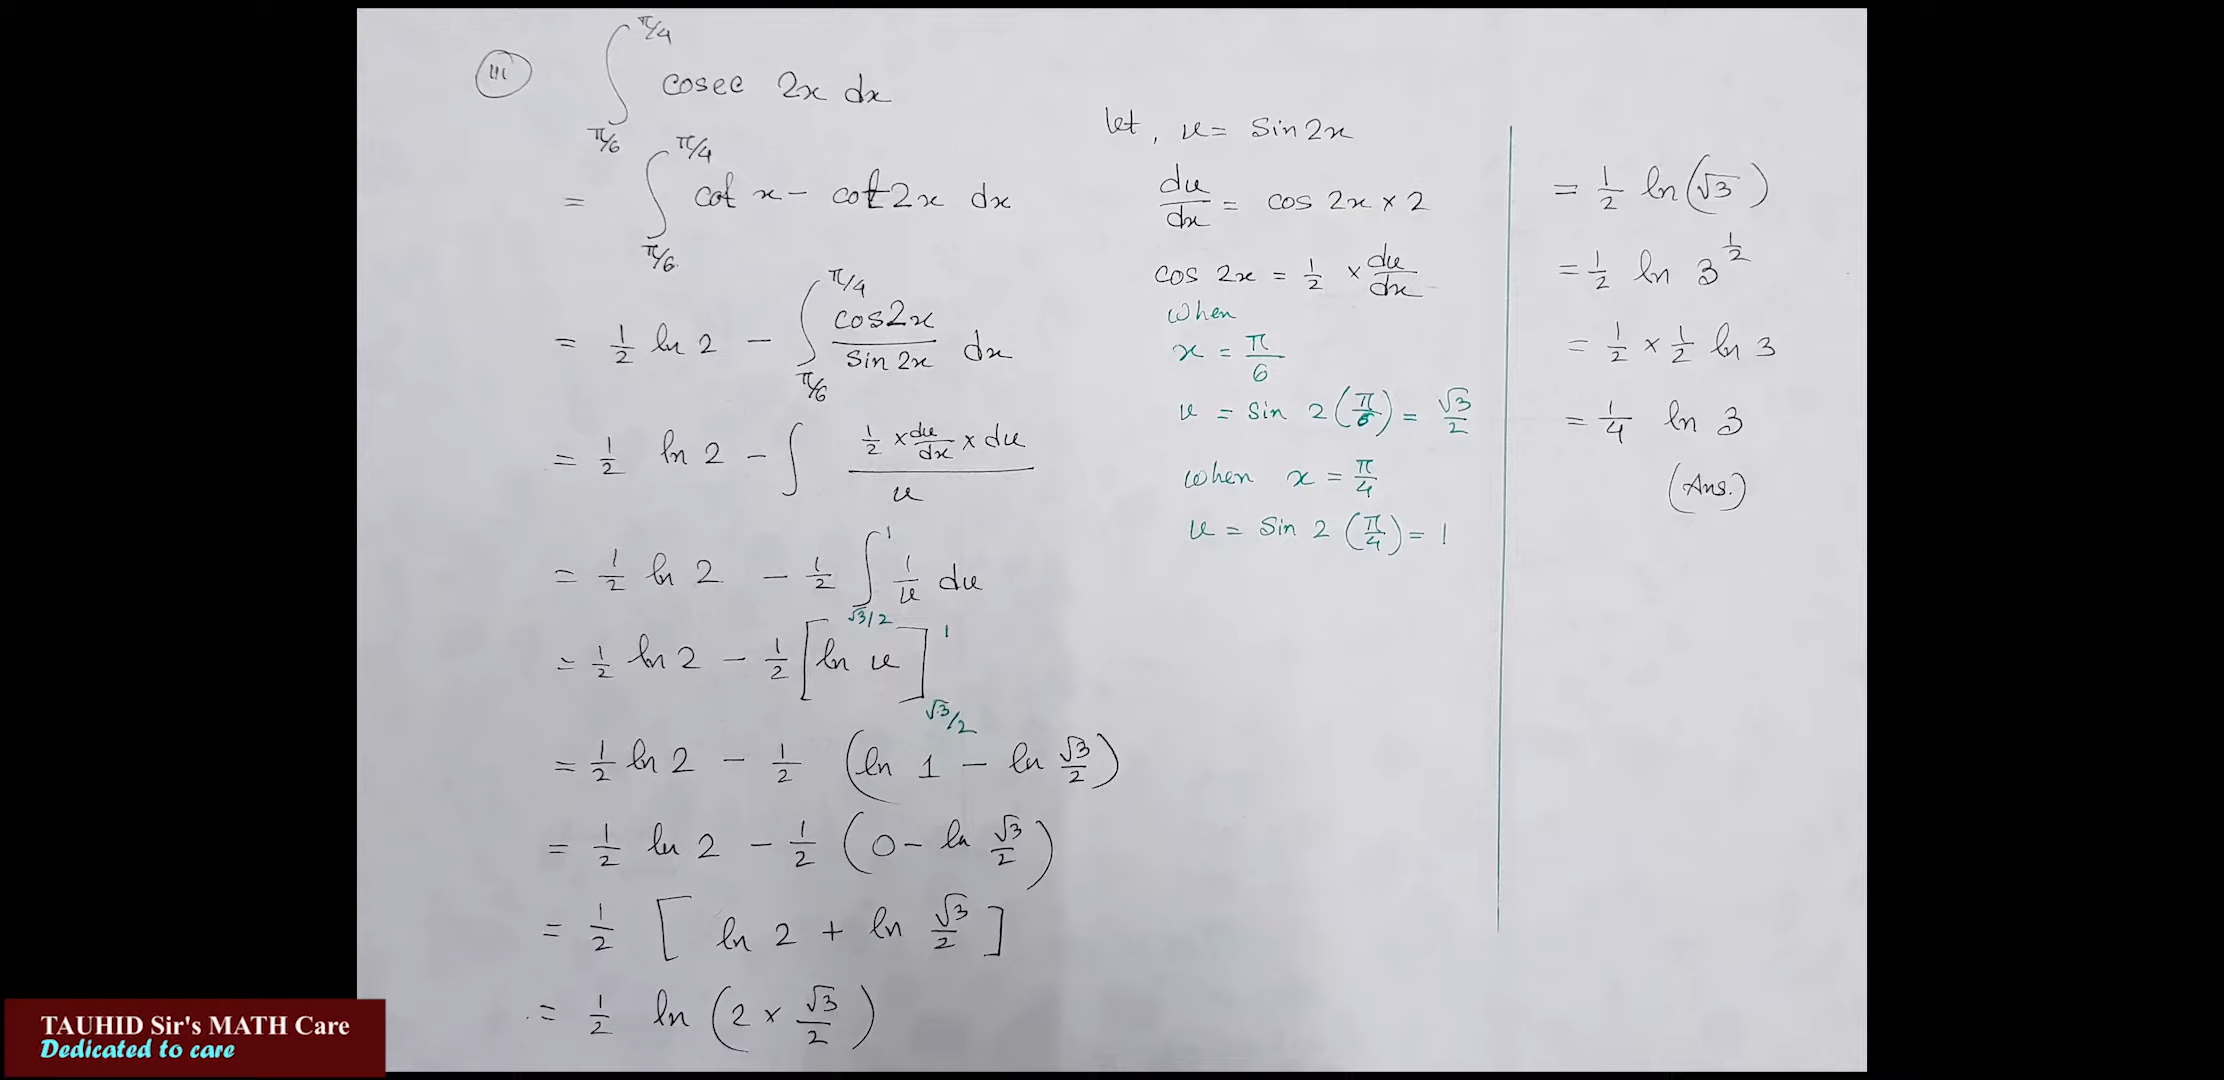 (iii) ∫_{π/6}^{π/4} cosec 2x dx
= ∫_{π/6}^{π/4} cot x - cot 2x dx
= 1/2 ln 2 - ∫_{π/6}^{π/4} cos2x / sin 2x dx
= 1/2 ln 2 - ∫ (1/2 × du/dx × du) / u
= 1/2 ln 2 - 1/2 ∫_{√3/2}^{1} 1/u du
= 1/2 ln 2 - 1/2 [ln u]_{√3/2}^{1}
= 1/2 ln 2 - 1/2 (ln 1 - ln √3/2)
= 1/2 ln 2 - 1/2 (0 - ln √3/2)
= 1/2 [ ln 2 + ln √3/2 ]
= 1/2 ln (2 × √3/2)
let, u = Sin 2x
du/dx = cos 2x × 2
cos 2x = 1/2 × du/dx
when
x = π/6
u = sin 2 (π/6) = √3/2
when x = π/4
u = Sin 2 (π/4) = 1
= 1/2 ln (√3)
= 1/2 ln 3^{1/2}
= 1/2 × 1/2 ln 3
= 1/4 ln 3
(Ans.)
TAUHID Sir's MATH Care
Dedicated to care